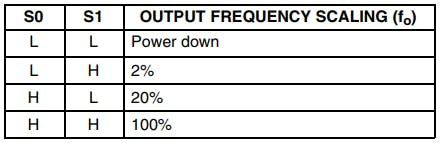 S0 S1 OUTPUT FREQUENCY SCALING (fo)
L L Power down
L H 2%
H L 20%
H H 100%